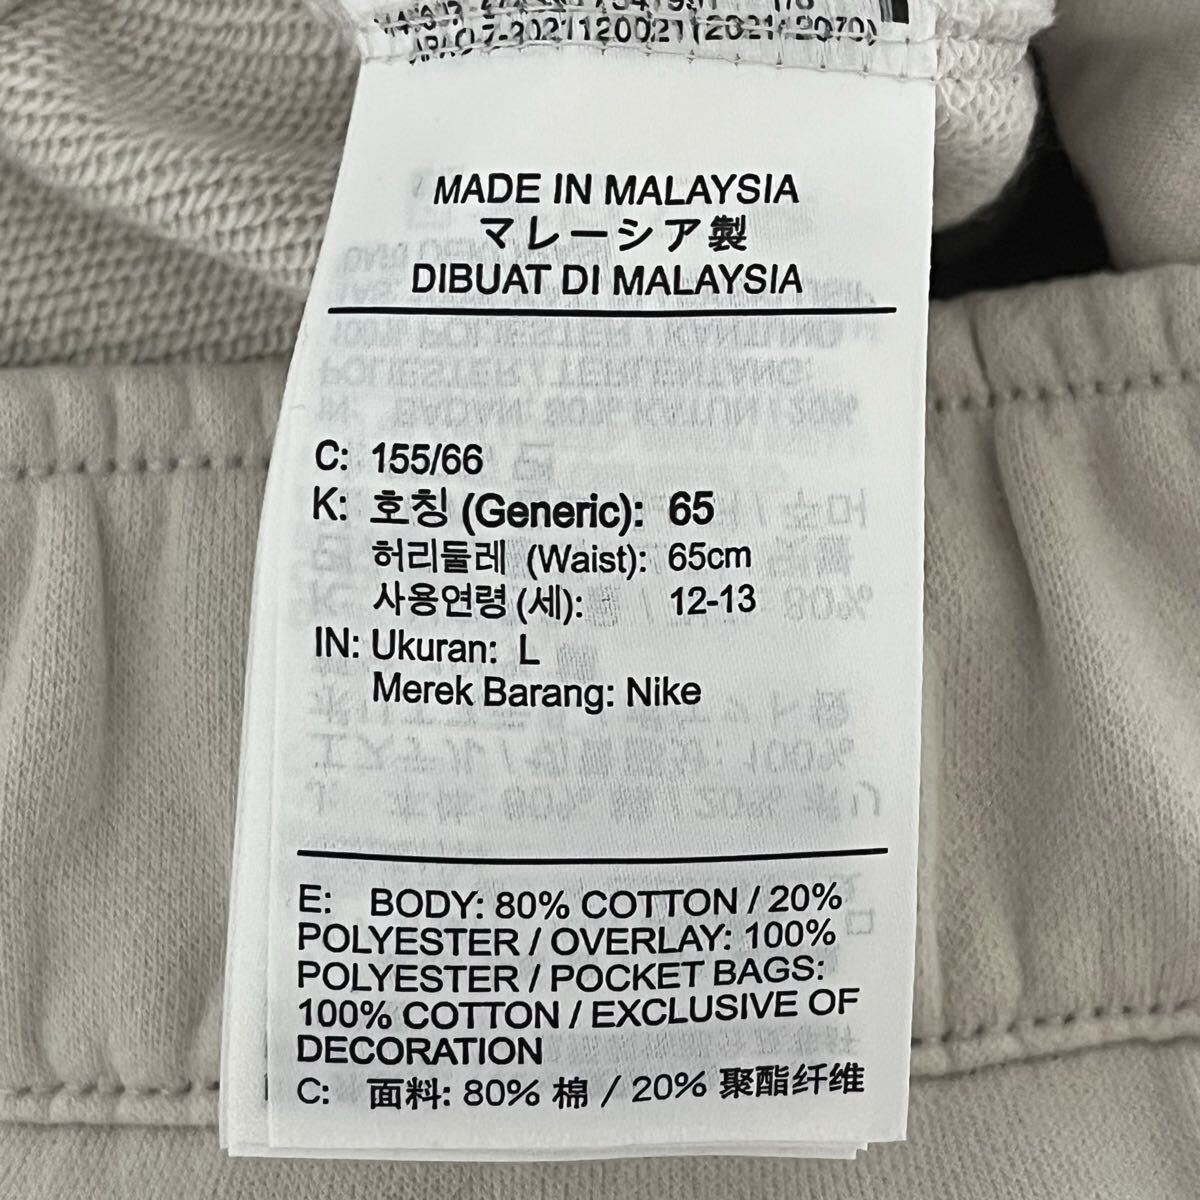 MADE IN MALAYSIA
マレーシア製
DIBUAT DI MALAYSIA
C: 155/66
K: 호칭 (Generic): 65
허리둘레 (Waist): 65cm
사용연령 (세): 12-13
IN: Ukuran: L
Merek Barang: Nike
E: BODY: 80% COTTON / 20%
POLYESTER / OVERLAY: 100%
POLYESTER / POCKET BAGS:
100% COTTON / EXCLUSIVE OF
DECORATION
C: 面料: 80% 棉 / 20% 聚酯纤维